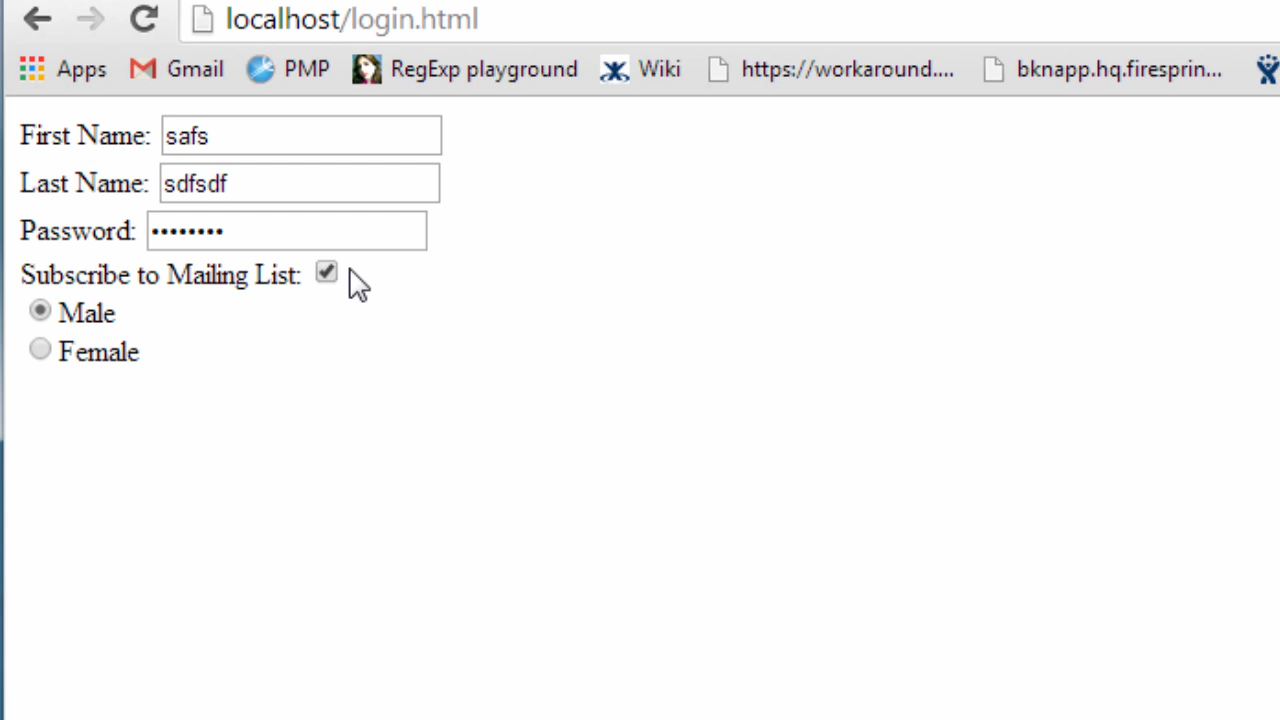 localhost/login.html
Apps Gmail PMP RegExp playground Wiki https://workaround.... bknapp.hq.firesprin...
First Name: safs
Last Name: sdfsdf
Password: ••••••••
Subscribe to Mailing List:
Male
Female